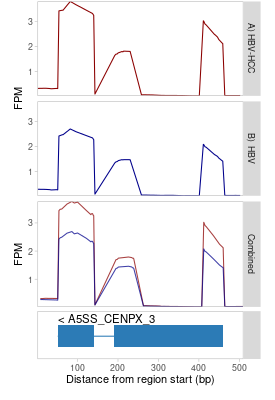 3
2
1
A) HBV-HCC
FPM
3
2
1
B) HBV
3
2
1
FPM
Combined
< A5SS_CENPX_3
100 200 300 400 500
Distance from region start (bp)